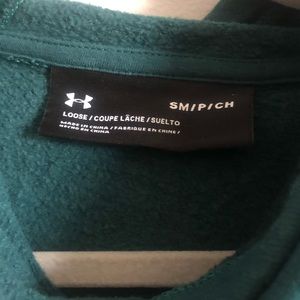 SM/P/CH
LOOSE / COUPE LÂCHE / SUELTO
MADE IN CHINA / FABRIQUÉ EN CHINE /
HECHO EN CHINA